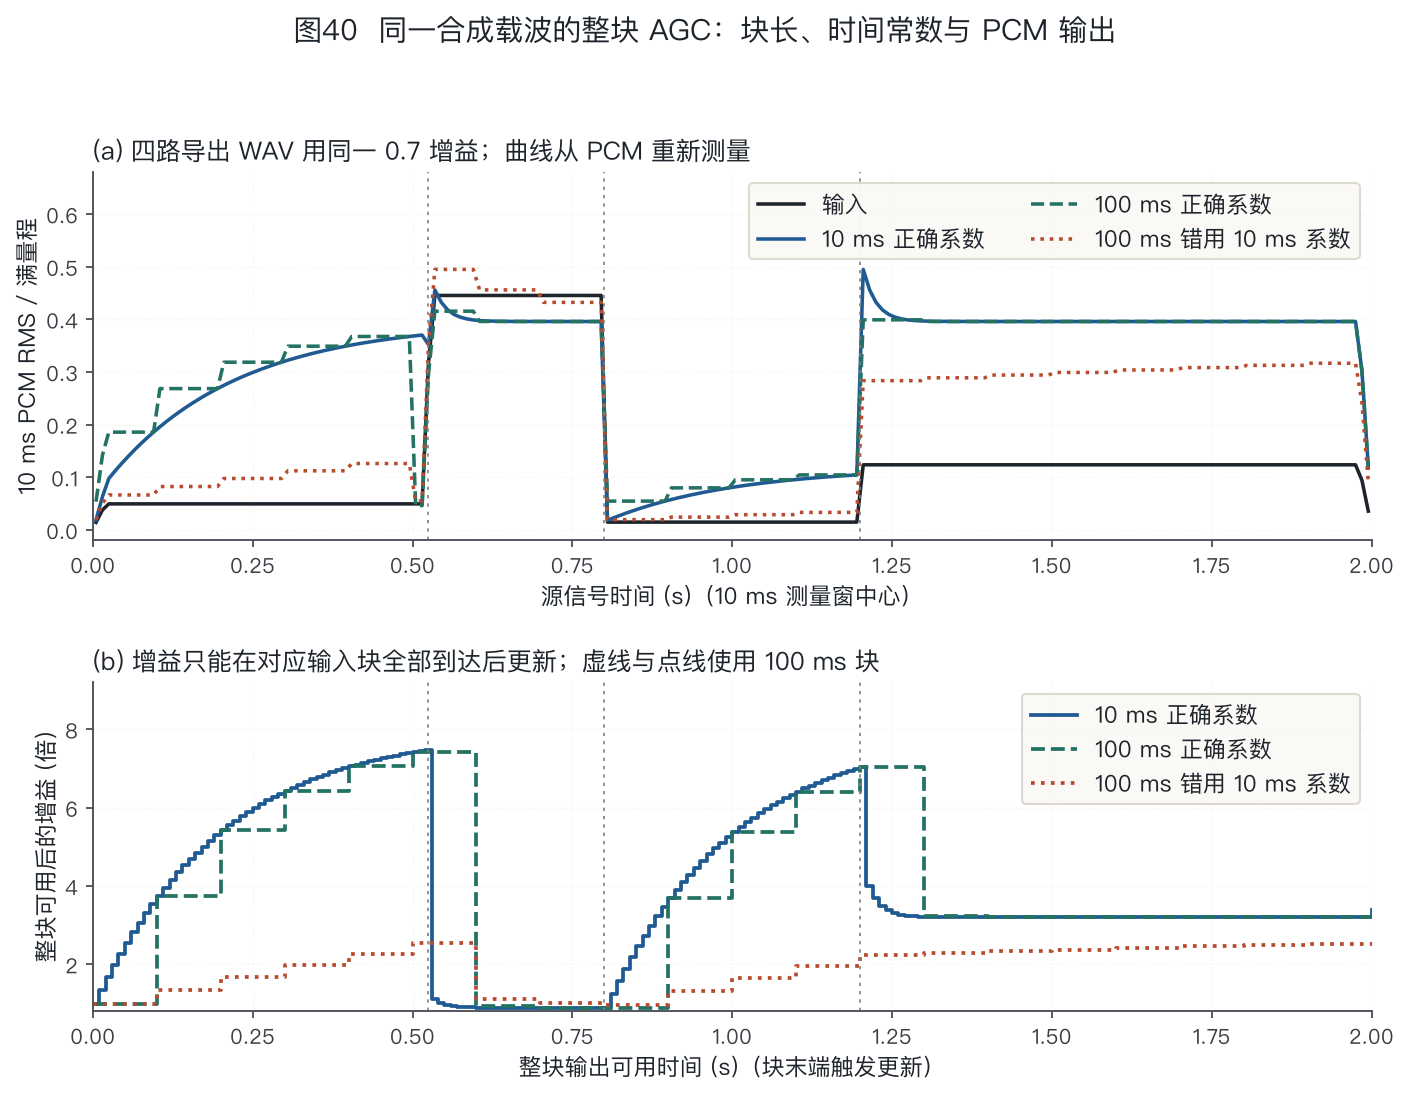 图40 同一合成载波的整块 AGC：块长、时间常数与 PCM 输出
(a) 四路导出 WAV 用同一 0.7 增益；曲线从 PCM 重新测量
输入
10 ms 正确系数
100 ms 正确系数
100 ms 错用 10 ms 系数
10 ms PCM RMS / 满量程
0.6
0.5
0.4
0.3
0.2
0.1
0.0
0.00 0.25 0.50 0.75 1.00 1.25 1.50 1.75 2.00
源信号时间 (s)（10 ms 测量窗中心）
(b) 增益只能在对应输入块全部到达后更新；虚线与点线使用 100 ms 块
10 ms 正确系数
100 ms 正确系数
100 ms 错用 10 ms 系数
整块可用后的增益 (倍)
8
6
4
2
0.00 0.25 0.50 0.75 1.00 1.25 1.50 1.75 2.00
整块输出可用时间 (s)（块末端触发更新）